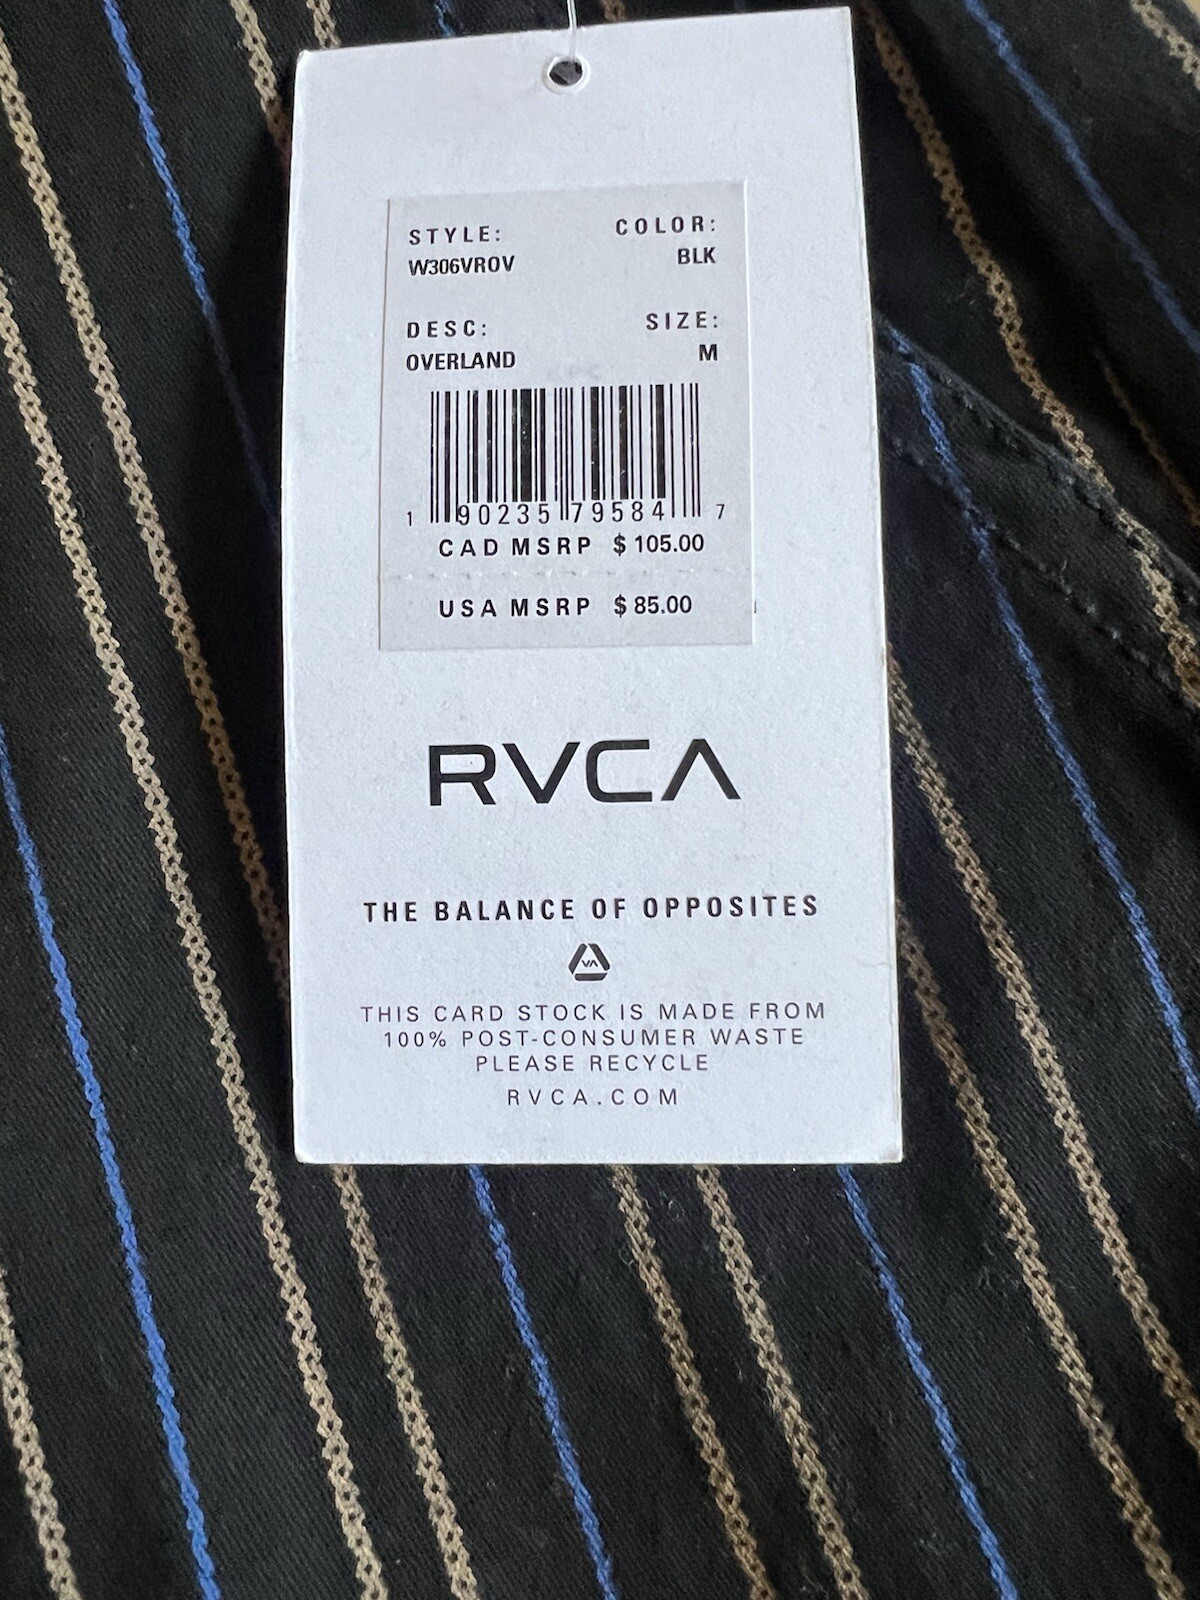 STYLE: COLOR:
W306VROV BLK
DESC: SIZE:
OVERLAND M
1 90235 79584 7
CAD MSRP $ 105.00
USA MSRP $ 85.00
RVCA
THE BALANCE OF OPPOSITES
VA
THIS CARD STOCK IS MADE FROM
100% POST-CONSUMER WASTE
PLEASE RECYCLE
RVCA.COM